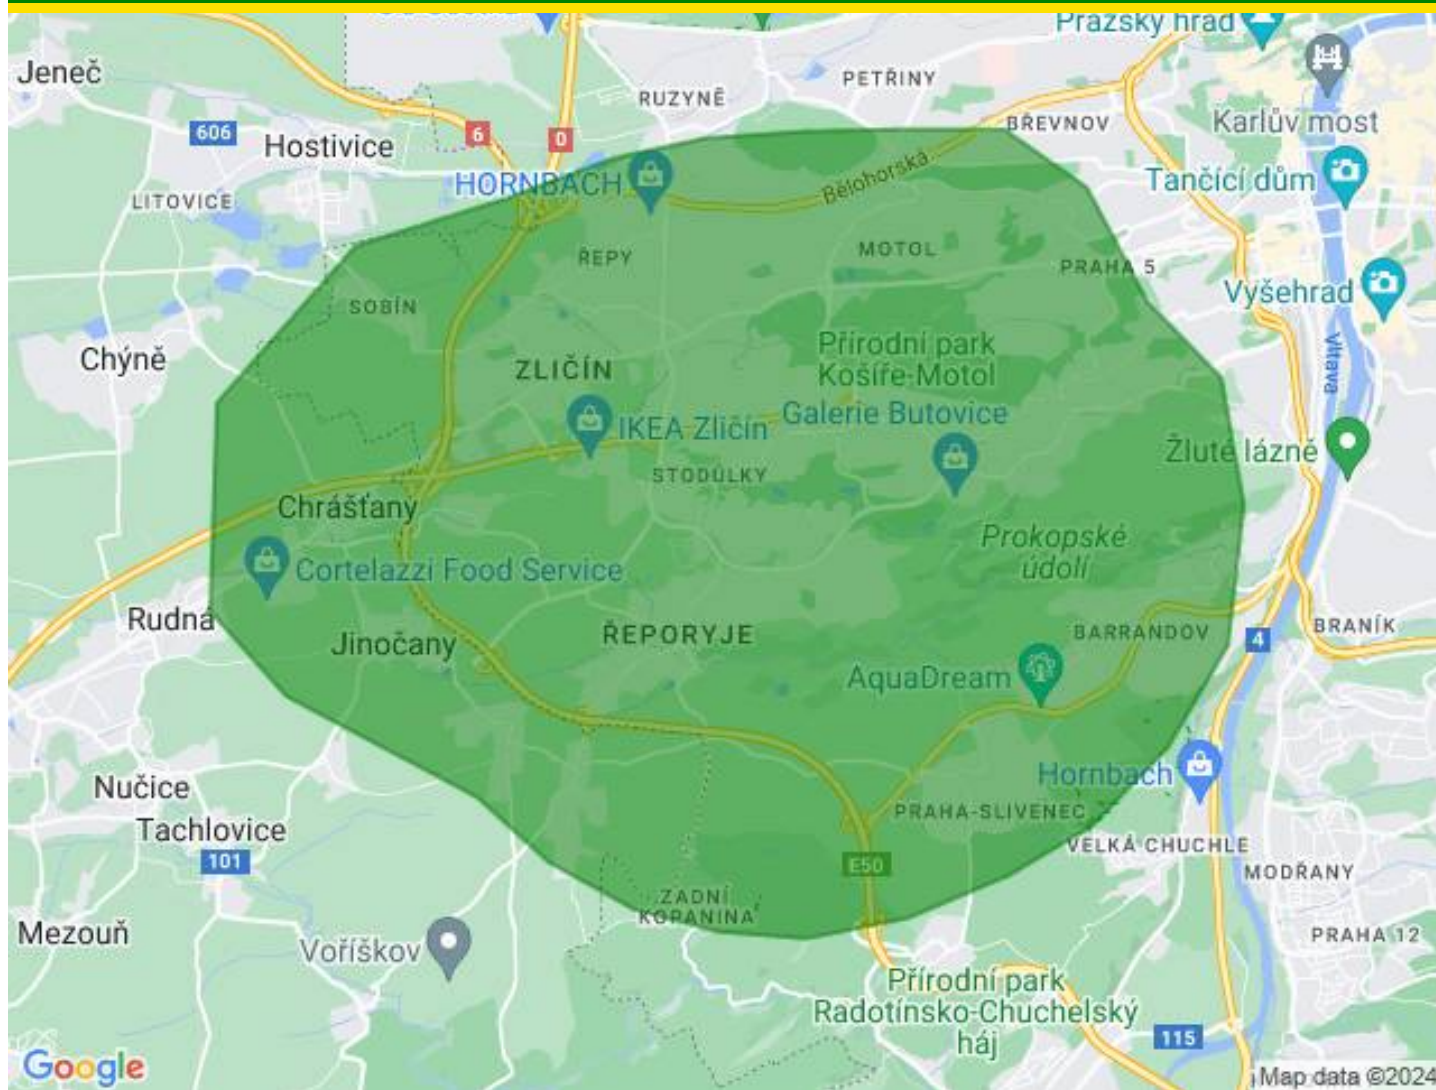 Pražský hrad
Jeneč
PETŘINY
RUZYNĚ
606
6
0
BŘEVNOV
Karlův most
Hostivice
HORNBACH
Bělohorská
Tančící dům
LITOVICE
ŘEPY
MOTOL
PRAHA 5
Vyšehrad
SOBÍN
Chýně
ZLIČÍN
Přírodní park
Košíře-Motol
Vltava
IKEA Zličín
Galerie Butovice
Žluté lázně
STODŮLKY
Chrášťany
Prokopské
údolí
Cortelazzi Food Service
Rudná
Jinočany
ŘEPORYJE
BARRANDOV
4
BRANÍK
AquaDream
Nučice
Hornbach
Tachlovice
PRAHA-SLIVENEC
101
VELKÁ CHUCHLE
E50
MODŘANY
ZADNÍ
KOPANINA
Mezouň
Voříškov
PRAHA 12
Přírodní park
Radotínsko-Chuchelský
háj
115
Google
Map data ©2024